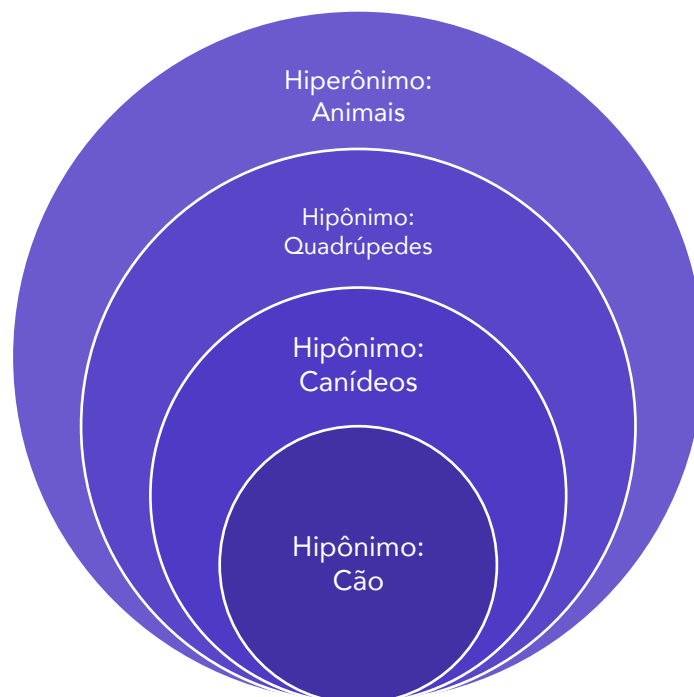 Hiperônimo:
Animais
Hipônimo:
Quadrúpedes
Hipônimo:
Canídeos
Hipônimo:
Cão